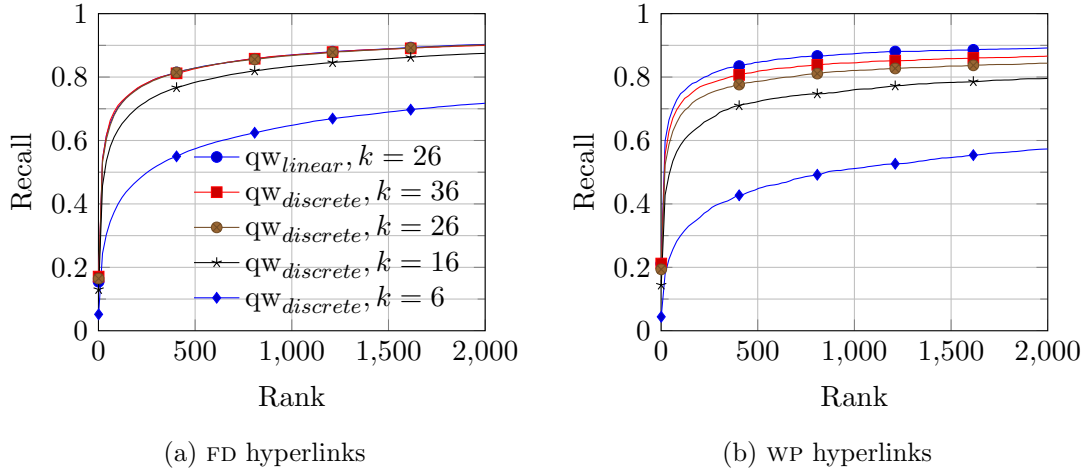 1
0.8
0.6
0.4
0.2
0
0
500
1,000
1,500
2,000
Recall
Rank
qw_linear, k = 26
qw_discrete, k = 36
qw_discrete, k = 26
qw_discrete, k = 16
qw_discrete, k = 6
(a) FD hyperlinks
1
0.8
0.6
0.4
0.2
0
0
500
1,000
1,500
2,000
Recall
Rank
(b) WP hyperlinks